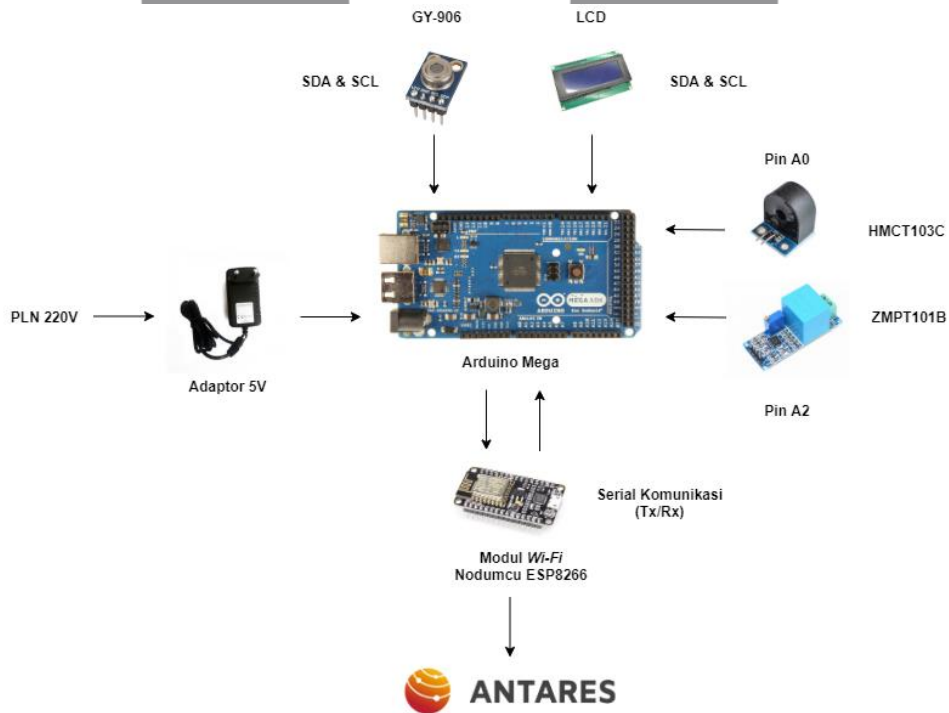 GY-906
LCD
SDA & SCL
SDA & SCL
Pin A0
HMCT103C
PLN 220V
ZMPT101B
Adaptor 5V
Arduino Mega
Pin A2
Serial Komunikasi
(Tx/Rx)
Modul Wi-Fi
Nodumcu ESP8266
ANTARES